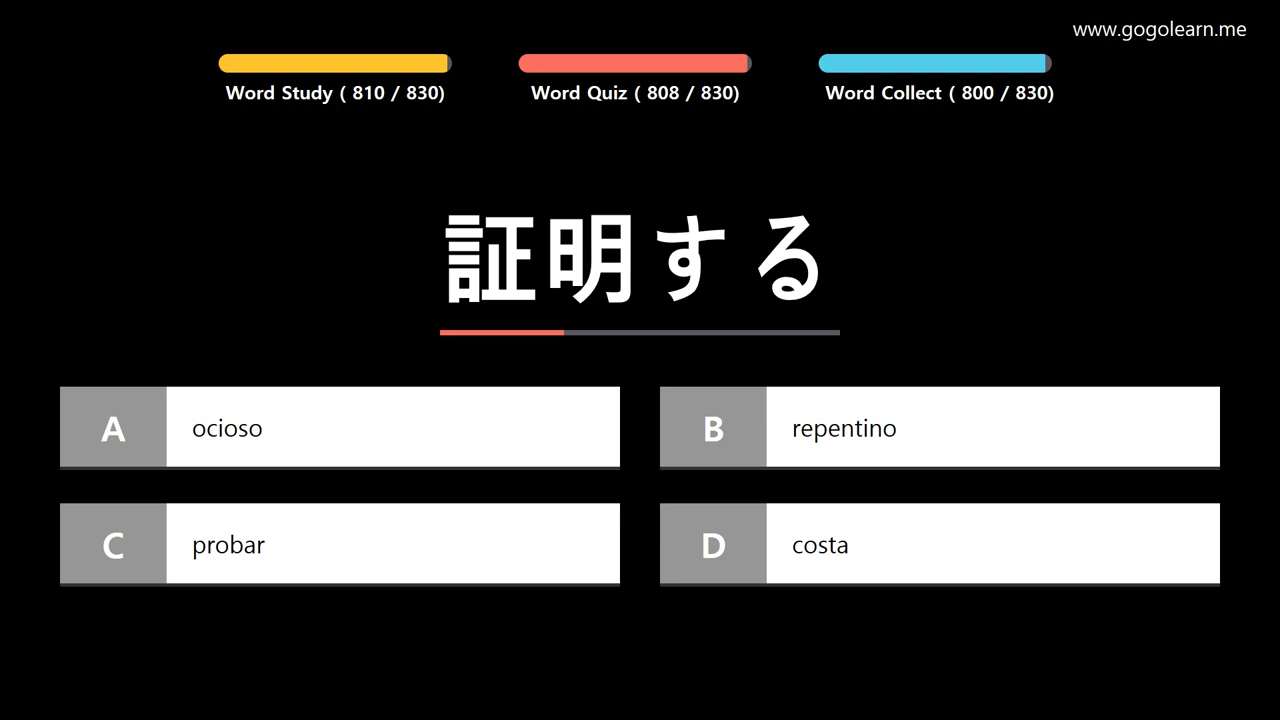 www.gogolearn.me
Word Study ( 810 / 830)
Word Quiz ( 808 / 830)
Word Collect ( 800 / 830)
証明する
A ocioso
B repentino
C probar
D costa